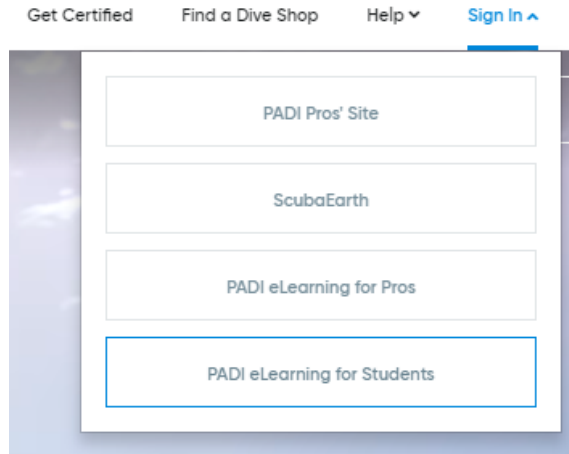 Get Certified Find a Dive Shop Help Sign In
PADI Pros' Site
ScubaEarth
PADI eLearning for Pros
PADI eLearning for Students